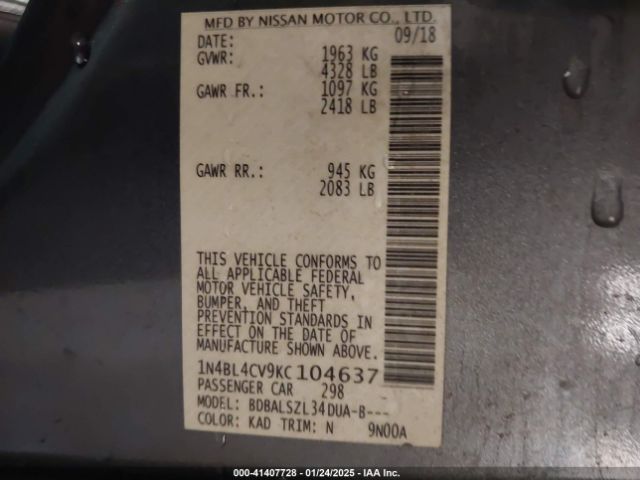 MFD BY NISSAN MOTOR CO., LTD.
DATE: 09/18
GVWR: 1963 KG
4328 LB
GAWR FR.: 1097 KG
2418 LB
GAWR RR.: 945 KG
2083 LB
THIS VEHICLE CONFORMS TO
ALL APPLICABLE FEDERAL
MOTOR VEHICLE SAFETY,
BUMPER, AND THEFT
PREVENTION STANDARDS IN
EFFECT ON THE DATE OF
MANUFACTURE SHOWN ABOVE.
1N4BL4CV9KC104637
PASSENGER CAR 298
MODEL: BDBALSZL34DUA-B---
COLOR: KAD TRIM: N 9N00A
000-41407728 - 01/24/2025 - IAA Inc.